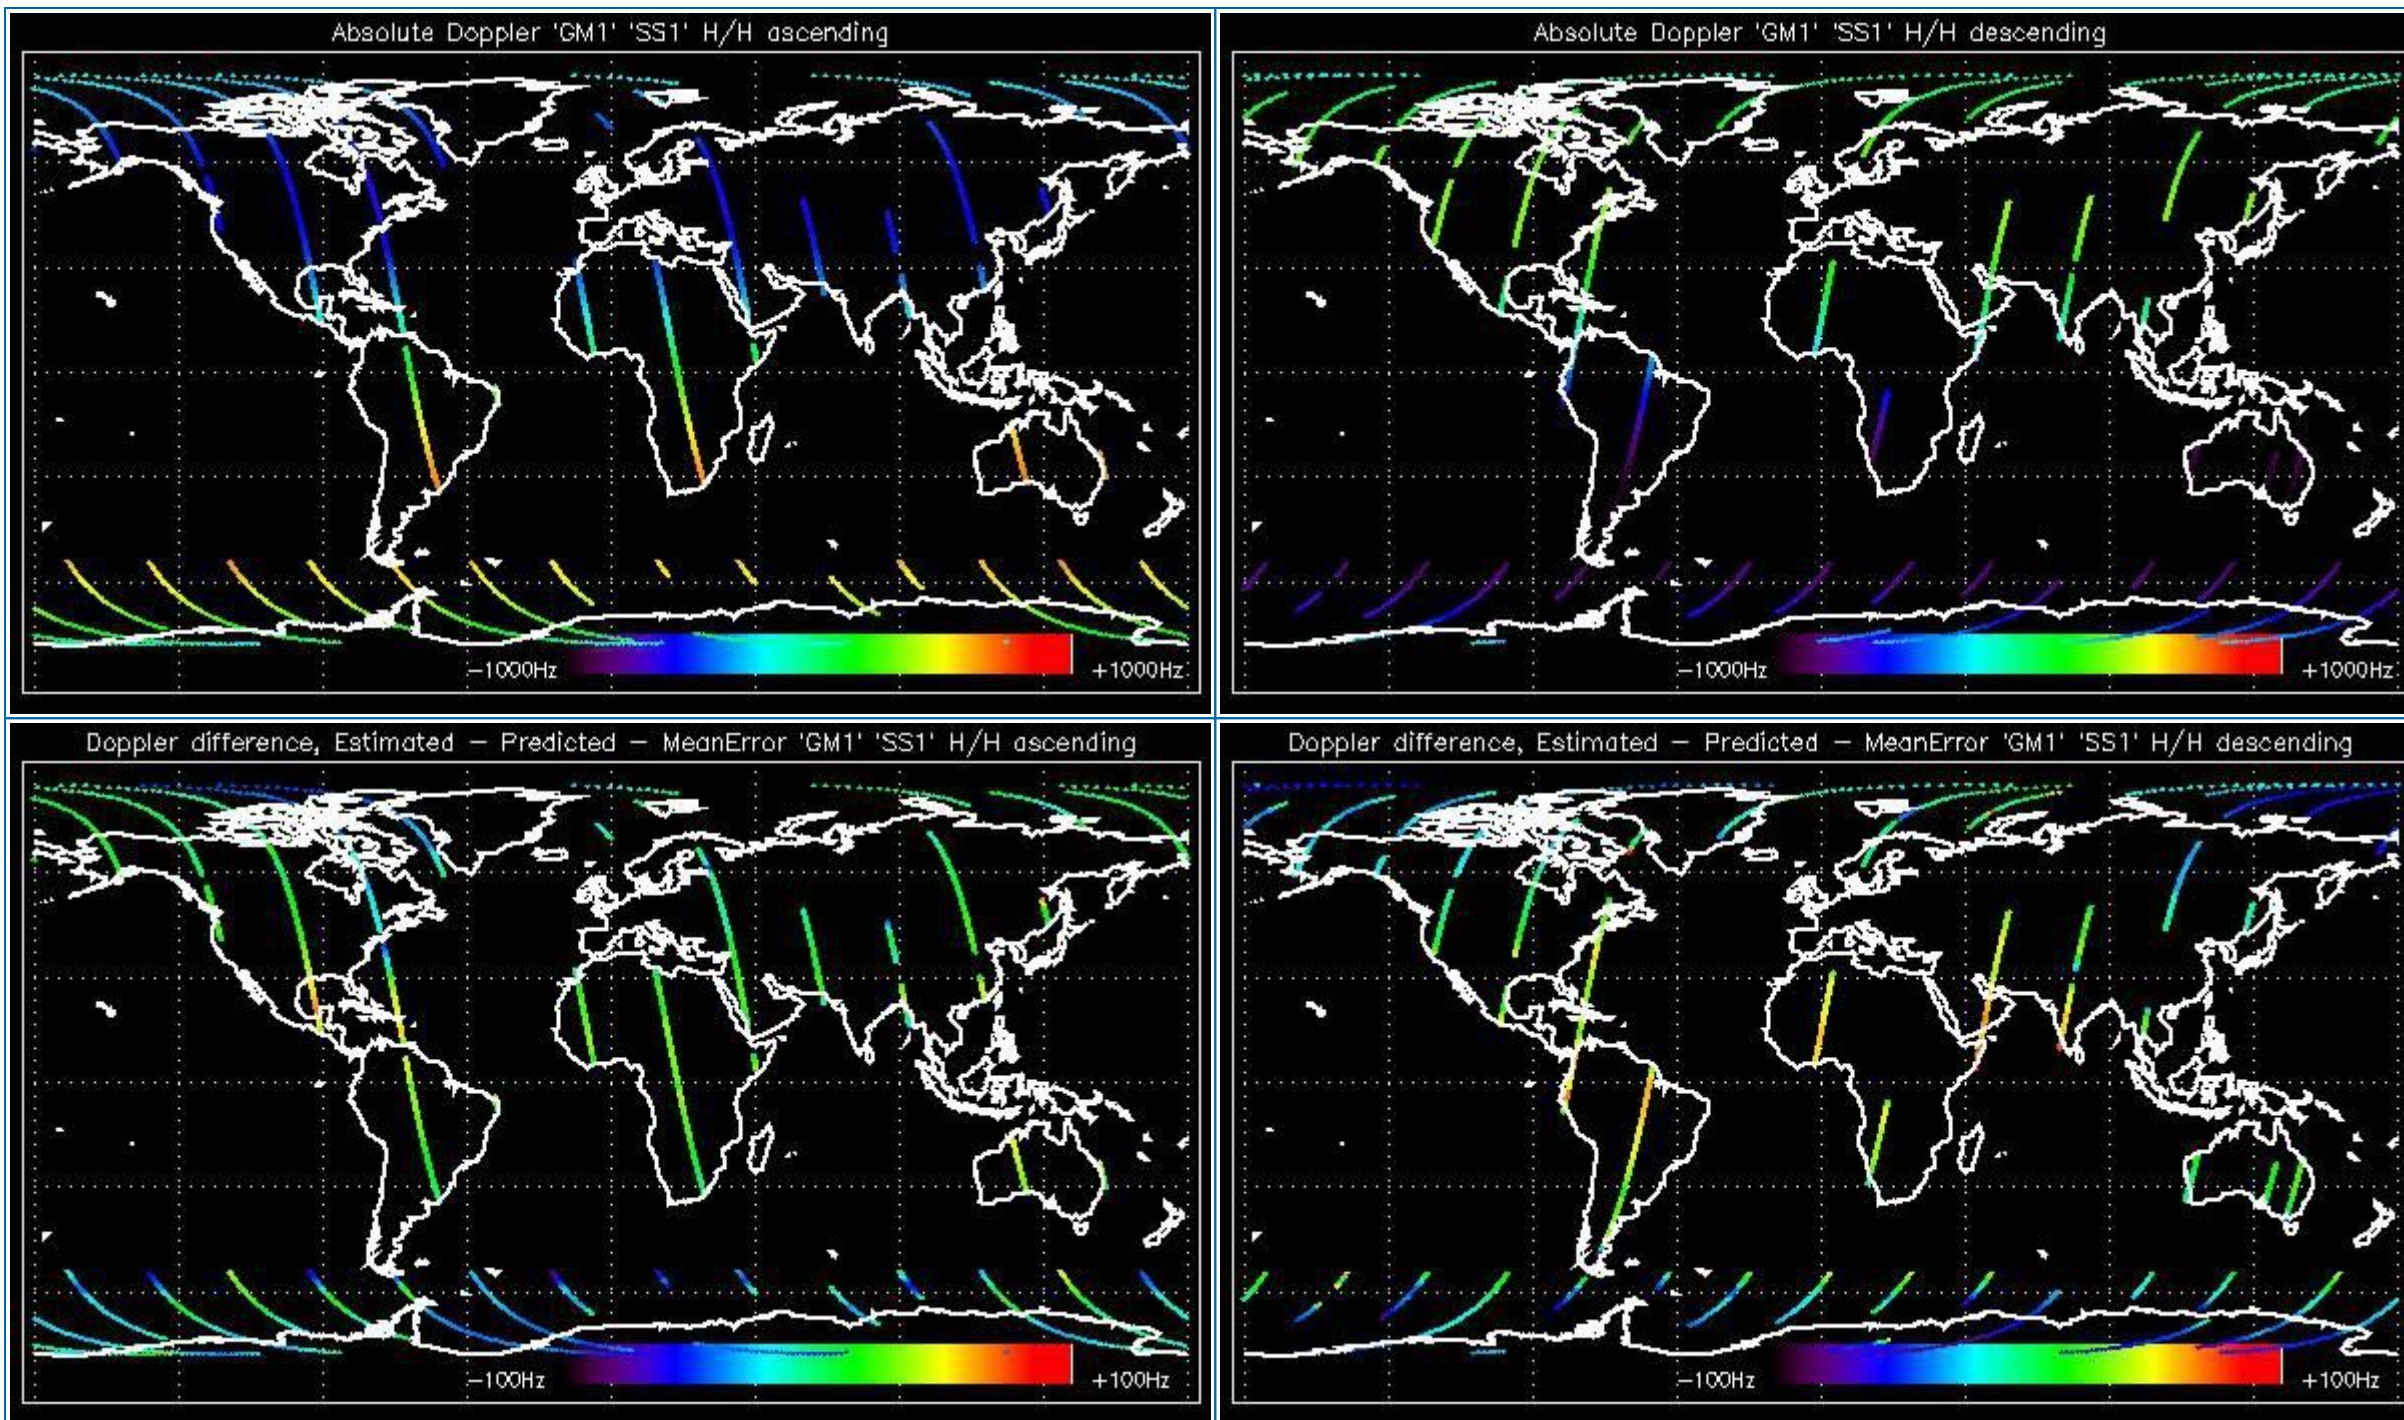 Absolute Doppler 'GM1' 'SS1' H/H ascending
-1000Hz
+1000Hz
Absolute Doppler 'GM1' 'SS1' H/H descending
-1000Hz
+1000Hz
Doppler difference, Estimated - Predicted - MeanError 'GM1' 'SS1' H/H ascending
-100Hz
+100Hz
Doppler difference, Estimated - Predicted - MeanError 'GM1' 'SS1' H/H descending
-100Hz
+100Hz